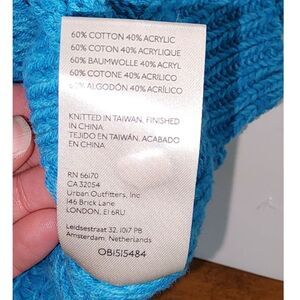 60% COTTON 40% ACRYLIC
60% COTON 40% ACRYLIQUE
60% BAUMWOLLE 40% ACRYL
60% COTONE 40% ACRILICO
60% ALGODÓN 40% ACRÍLICO
KNITTED IN TAIWAN, FINISHED
IN CHINA
TEJIDO EN TAIWÁN, ACABADO
EN CHINA
RN 66170
CA 32054
Urban Outfitters, Inc
146 Brick Lane
LONDON, E1 6RU
Leidsestraat 32, 1017 PB
Amsterdam, Netherlands
OB1515484